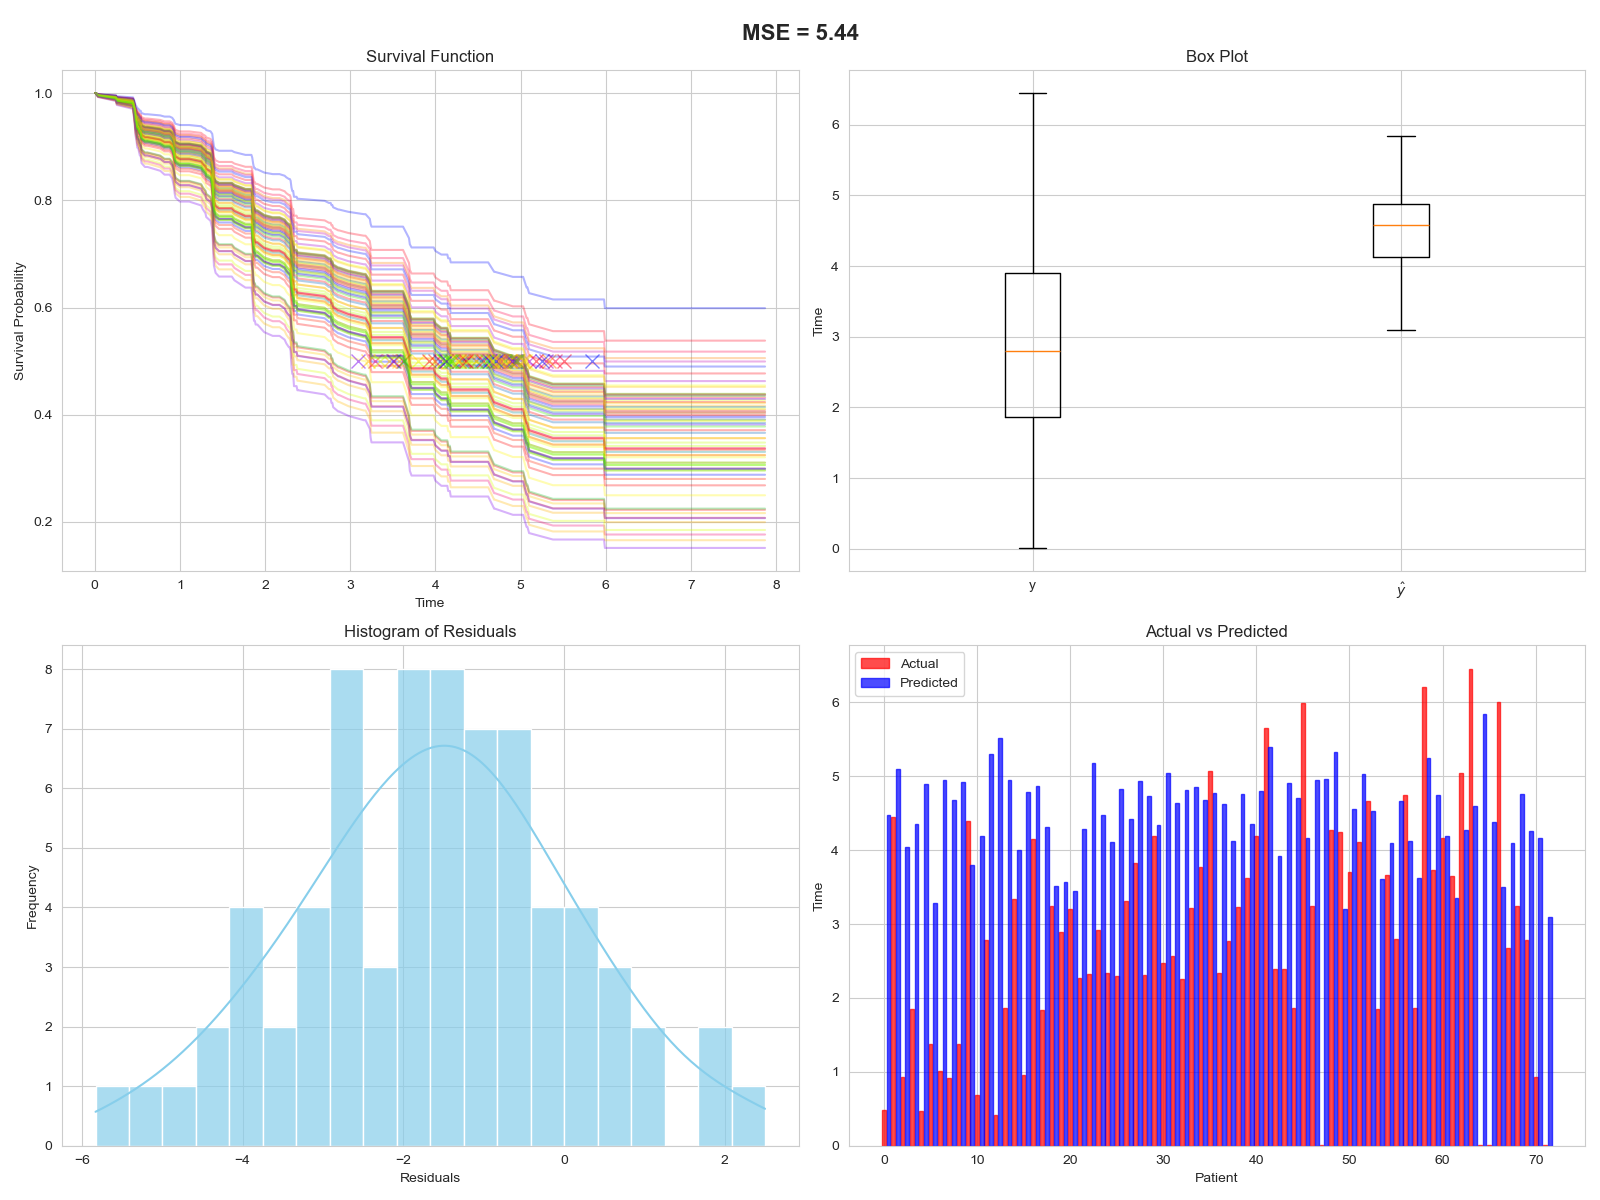 MSE = 5.44
Survival Function
Survival Probability
1.0
0.8
0.6
0.4
0.2
0 1 2 3 4 5 6 7 8
Time
Box Plot
Time
6
5
4
3
2
1
0
y ŷ
Histogram of Residuals
Frequency
8
7
6
5
4
3
2
1
0
−6 −4 −2 0 2
Residuals
Actual vs Predicted
Actual
Predicted
Time
6
5
4
3
2
1
0
0 10 20 30 40 50 60 70
Patient